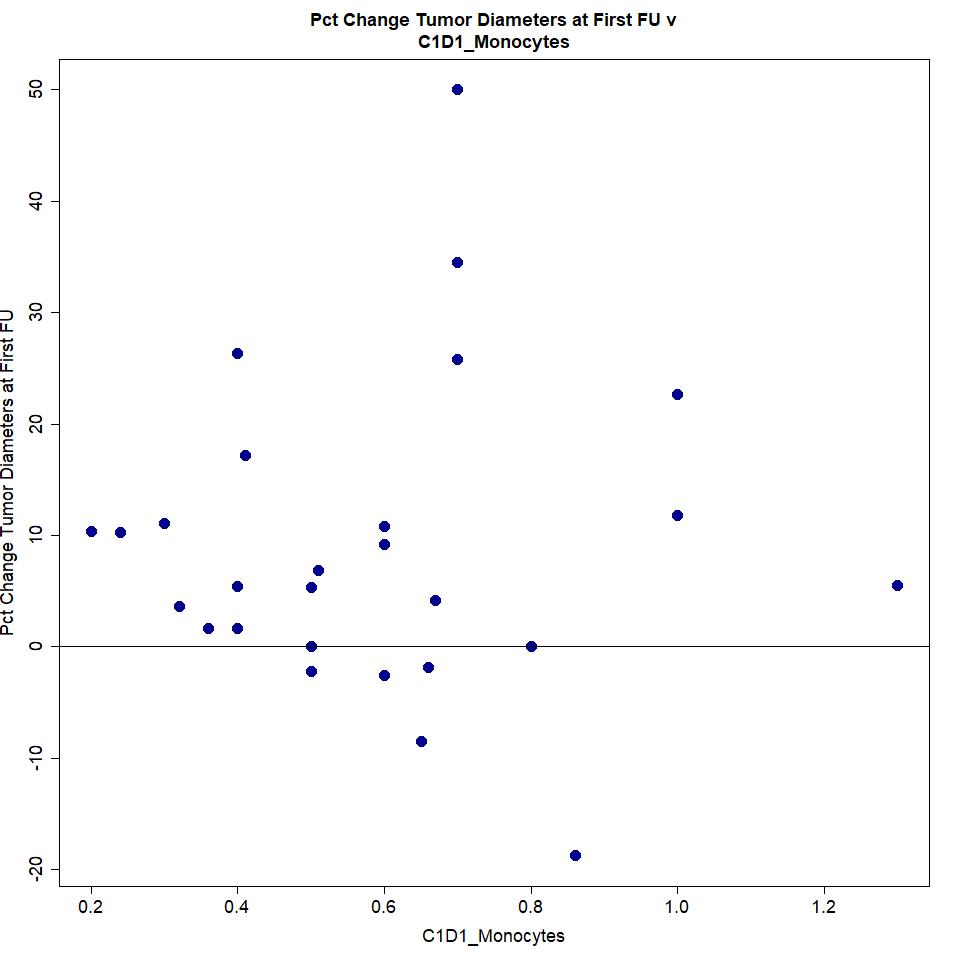 Pct Change Tumor Diameters at First FU v
C1D1_Monocytes
Pct Change Tumor Diameters at First FU
50
40
30
20
10
0
-10
-20
0.2 0.4 0.6 0.8 1.0 1.2
C1D1_Monocytes